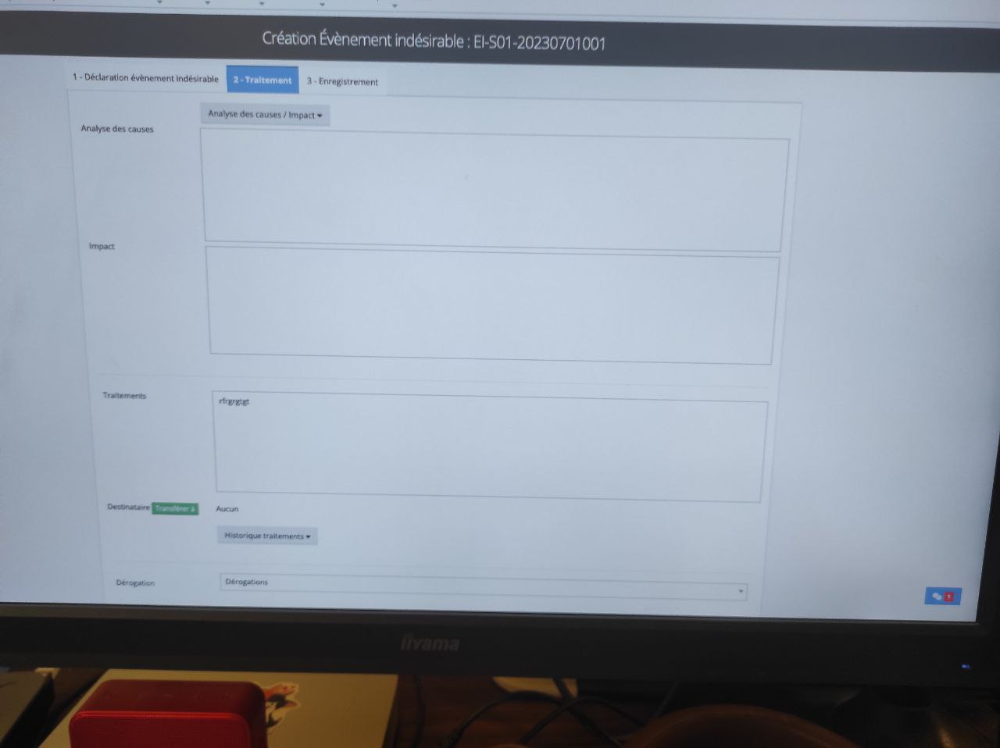 Création Évènement indésirable : EI-S01-20230701001
1 - Déclaration évènement indésirable 2 - Traitement 3 - Enregistrement
Analyse des causes / Impact
Analyse des causes
Impact
Traitements
rfrgrgtgt
Destinataire Transférer à Aucun
Historique traitements
Dérogation Dérogations
1
iiyama